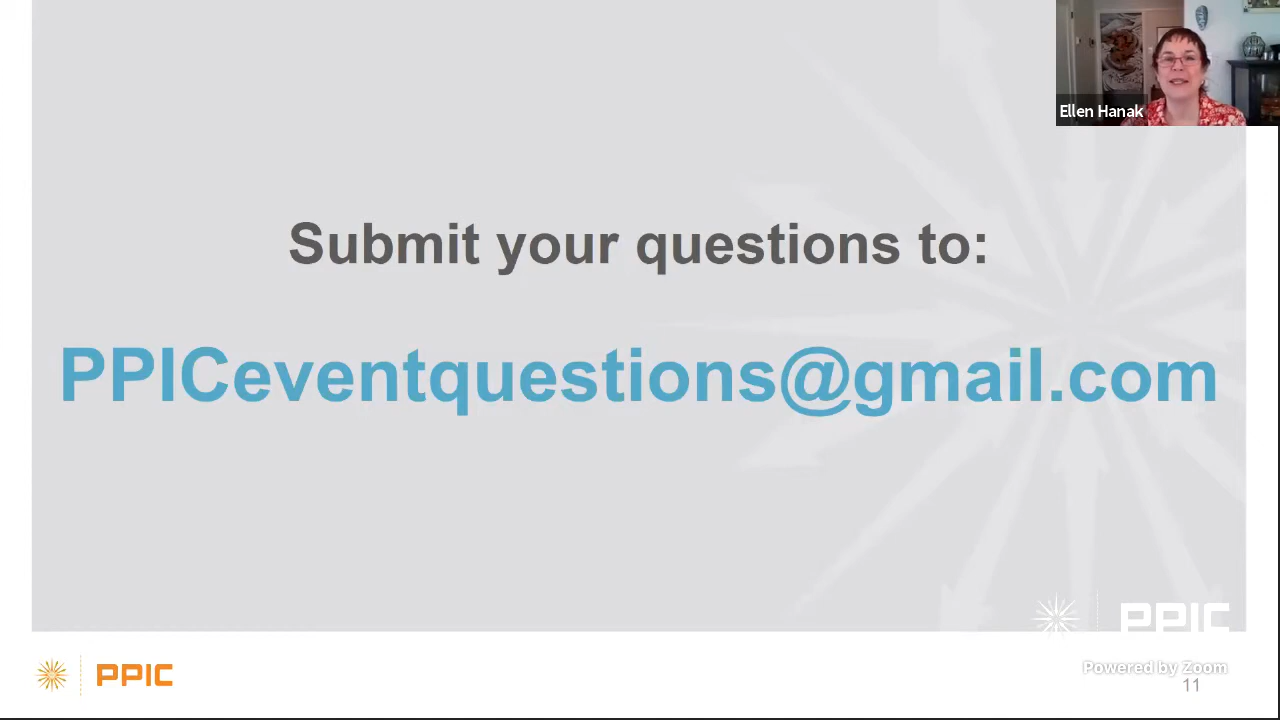 Ellen Hanak
Submit your questions to:
PPICeventquestions@gmail.com
PPIC
PPIC
Powered by Zoom
11